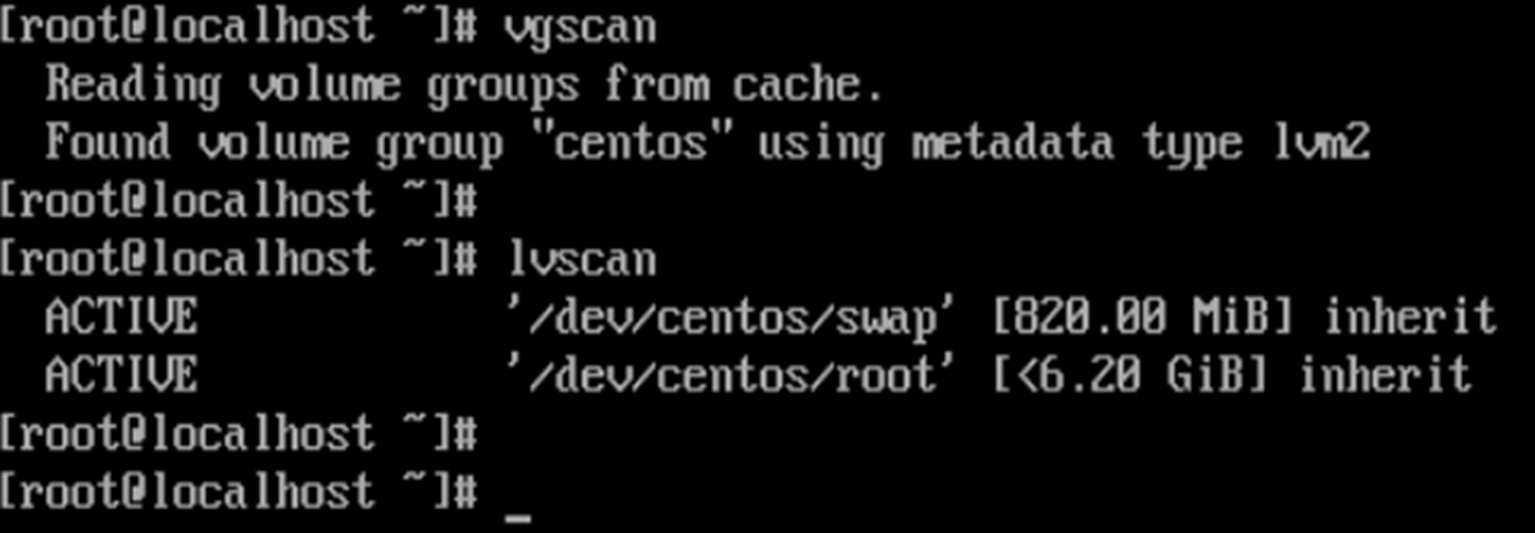 [root@localhost ~]# vgscan
  Reading volume groups from cache.
  Found volume group "centos" using metadata type lvm2
[root@localhost ~]#
[root@localhost ~]# lvscan
  ACTIVE            '/dev/centos/swap' [820.00 MiB] inherit
  ACTIVE            '/dev/centos/root' [<6.20 GiB] inherit
[root@localhost ~]#
[root@localhost ~]# _